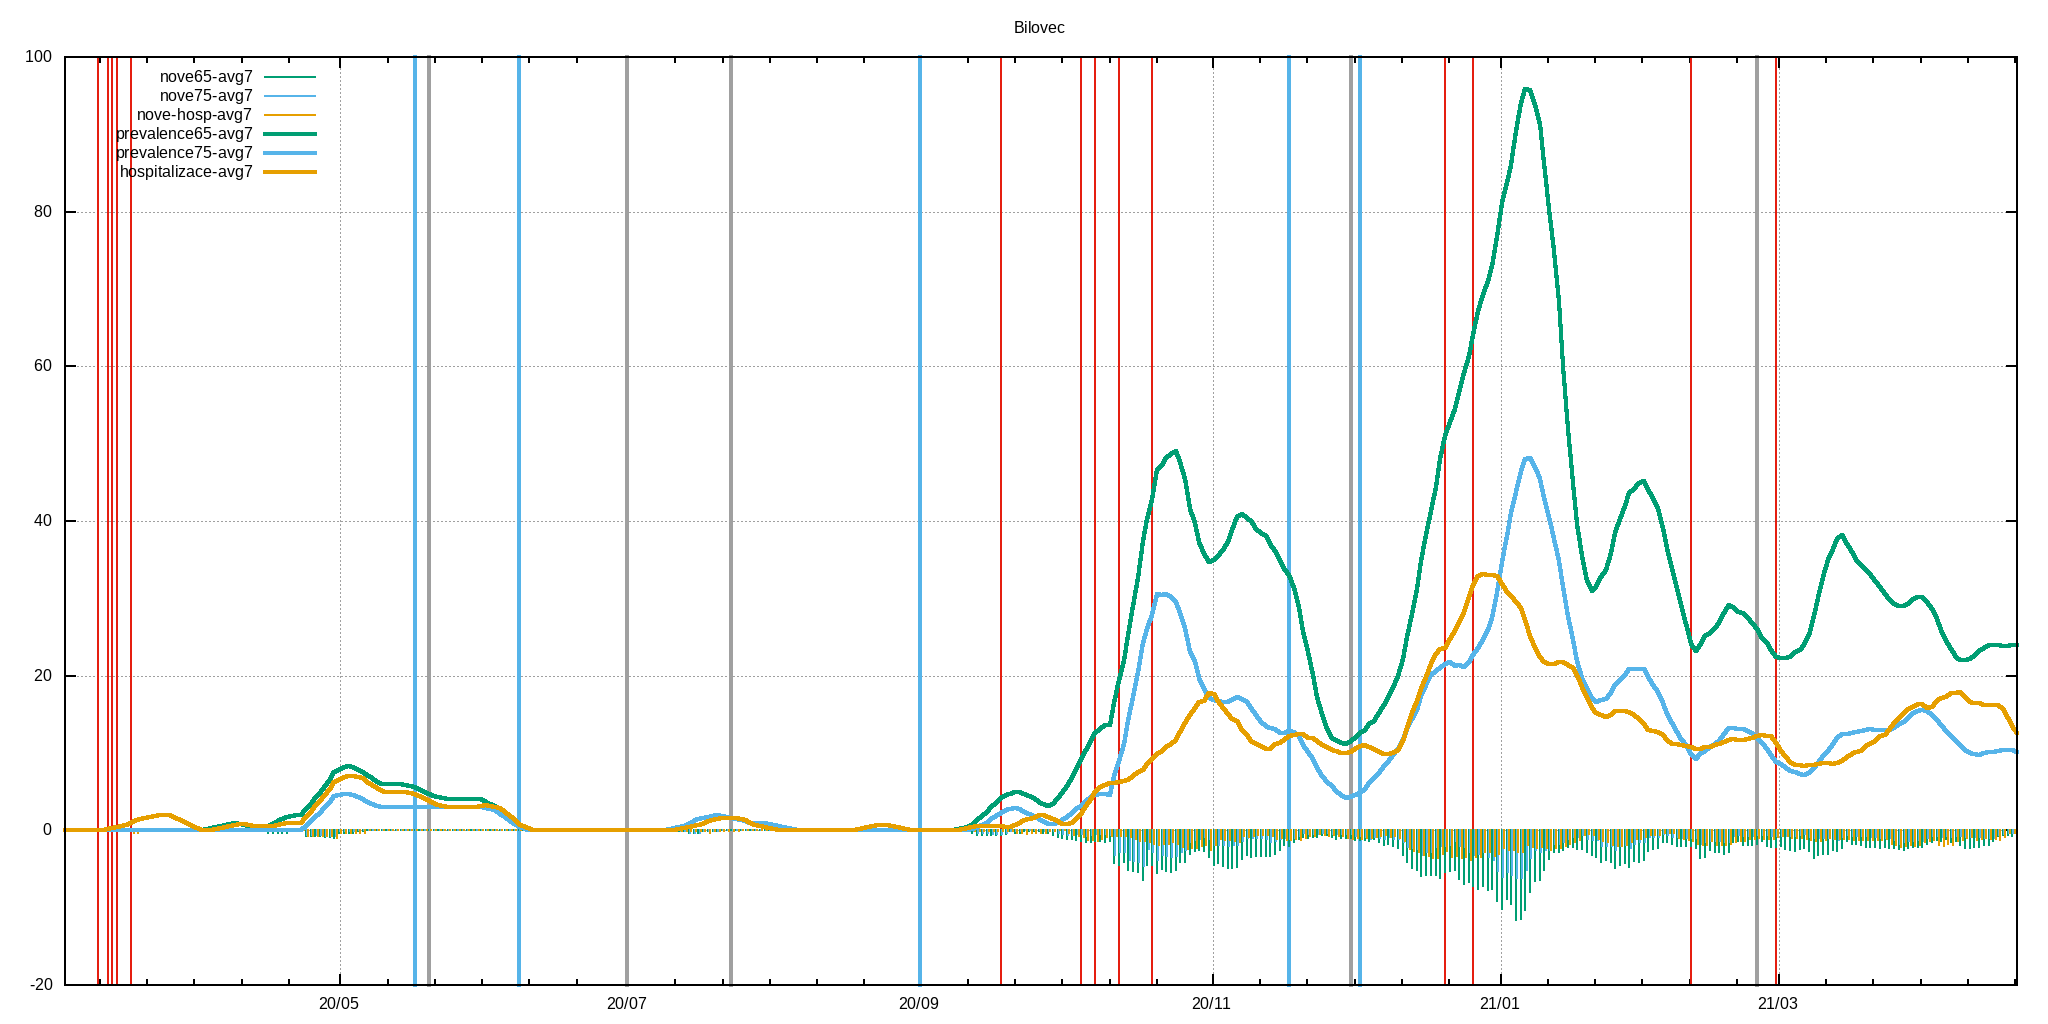 Bilovec
100
nove65-avg7
nove75-avg7
nove-hosp-avg7
prevalence65-avg7
prevalence75-avg7
hospitalizace-avg7
80
60
40
20
0
-20
20/05
20/07
20/09
20/11
21/01
21/03